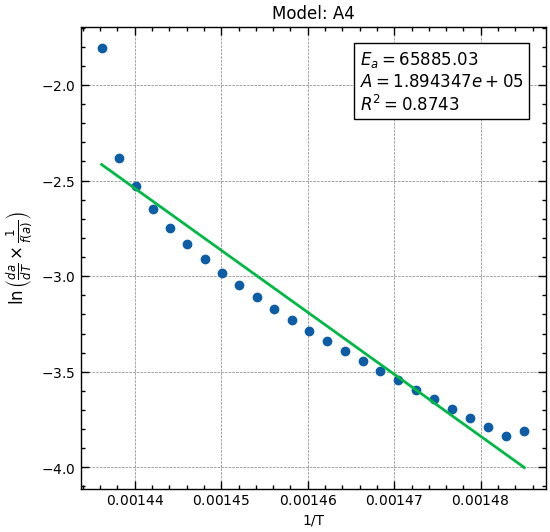 Model: A4
E_a = 65885.03
A = 1.894347e + 05
R² = 0.8743
ln (da/dT × 1/f(a))
−2.0
−2.5
−3.0
−3.5
−4.0
0.00144 0.00145 0.00146 0.00147 0.00148
1/T